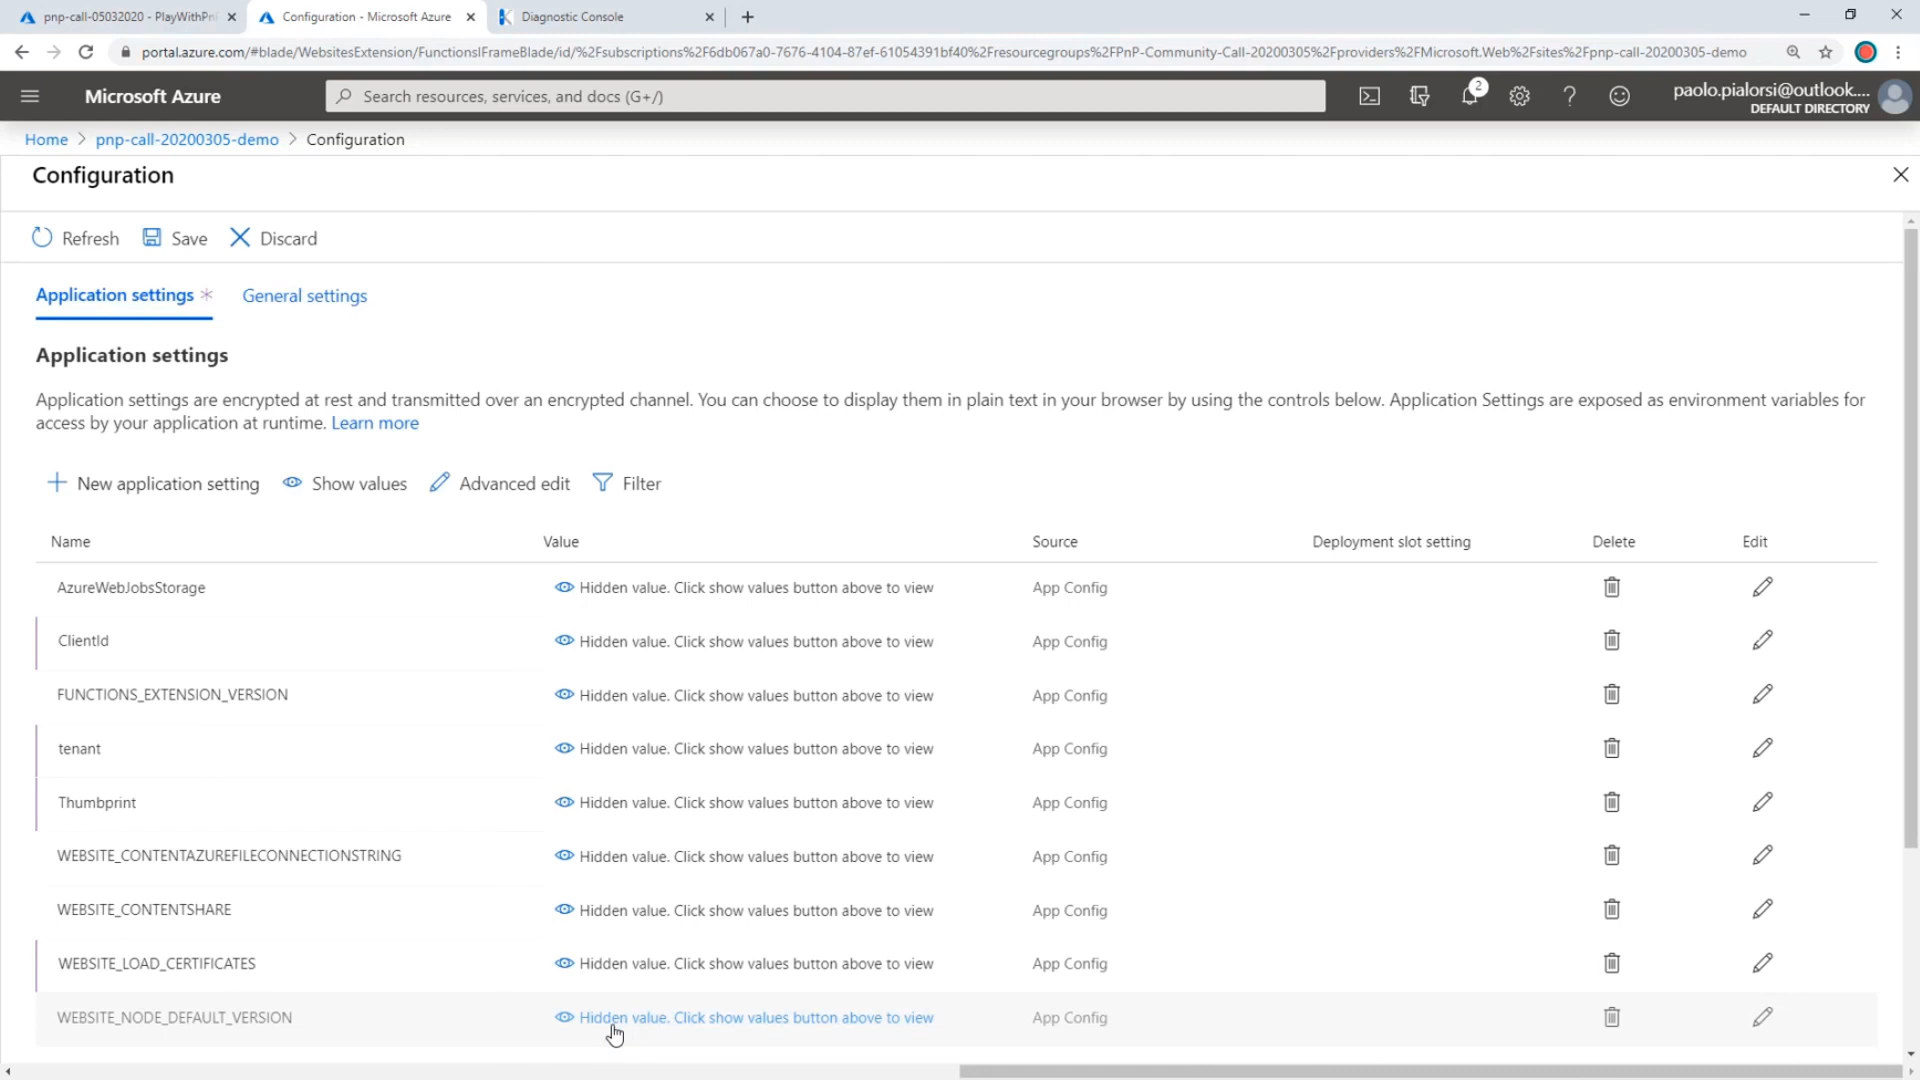 pnp-call-05032020 - PlayWithPn
Configuration - Microsoft Azure
Diagnostic Console
portal.azure.com/#blade/WebsitesExtension/FunctionsIFrameBlade/id/%2Fsubscriptions%2F6db067a0-7676-4104-87ef-61054391bf40%2Fresourcegroups%2FPnP-Community-Call-20200305%2Fproviders%2FMicrosoft.Web%2Fsites%2Fpnp-call-20200305-demo
Microsoft Azure
Search resources, services, and docs (G+/)
2
paolo.pialorsi@outlook....
DEFAULT DIRECTORY
Home > pnp-call-20200305-demo > Configuration
Configuration
Refresh Save Discard
Application settings * General settings
Application settings
Application settings are encrypted at rest and transmitted over an encrypted channel. You can choose to display them in plain text in your browser by using the controls below. Application Settings are exposed as environment variables for
access by your application at runtime. Learn more
New application setting Show values Advanced edit Filter
Name Value Source Deployment slot setting Delete Edit
AzureWebJobsStorage Hidden value. Click show values button above to view App Config
ClientId Hidden value. Click show values button above to view App Config
FUNCTIONS_EXTENSION_VERSION Hidden value. Click show values button above to view App Config
tenant Hidden value. Click show values button above to view App Config
Thumbprint Hidden value. Click show values button above to view App Config
WEBSITE_CONTENTAZUREFILECONNECTIONSTRING Hidden value. Click show values button above to view App Config
WEBSITE_CONTENTSHARE Hidden value. Click show values button above to view App Config
WEBSITE_LOAD_CERTIFICATES Hidden value. Click show values button above to view App Config
WEBSITE_NODE_DEFAULT_VERSION Hidden value. Click show values button above to view App Config